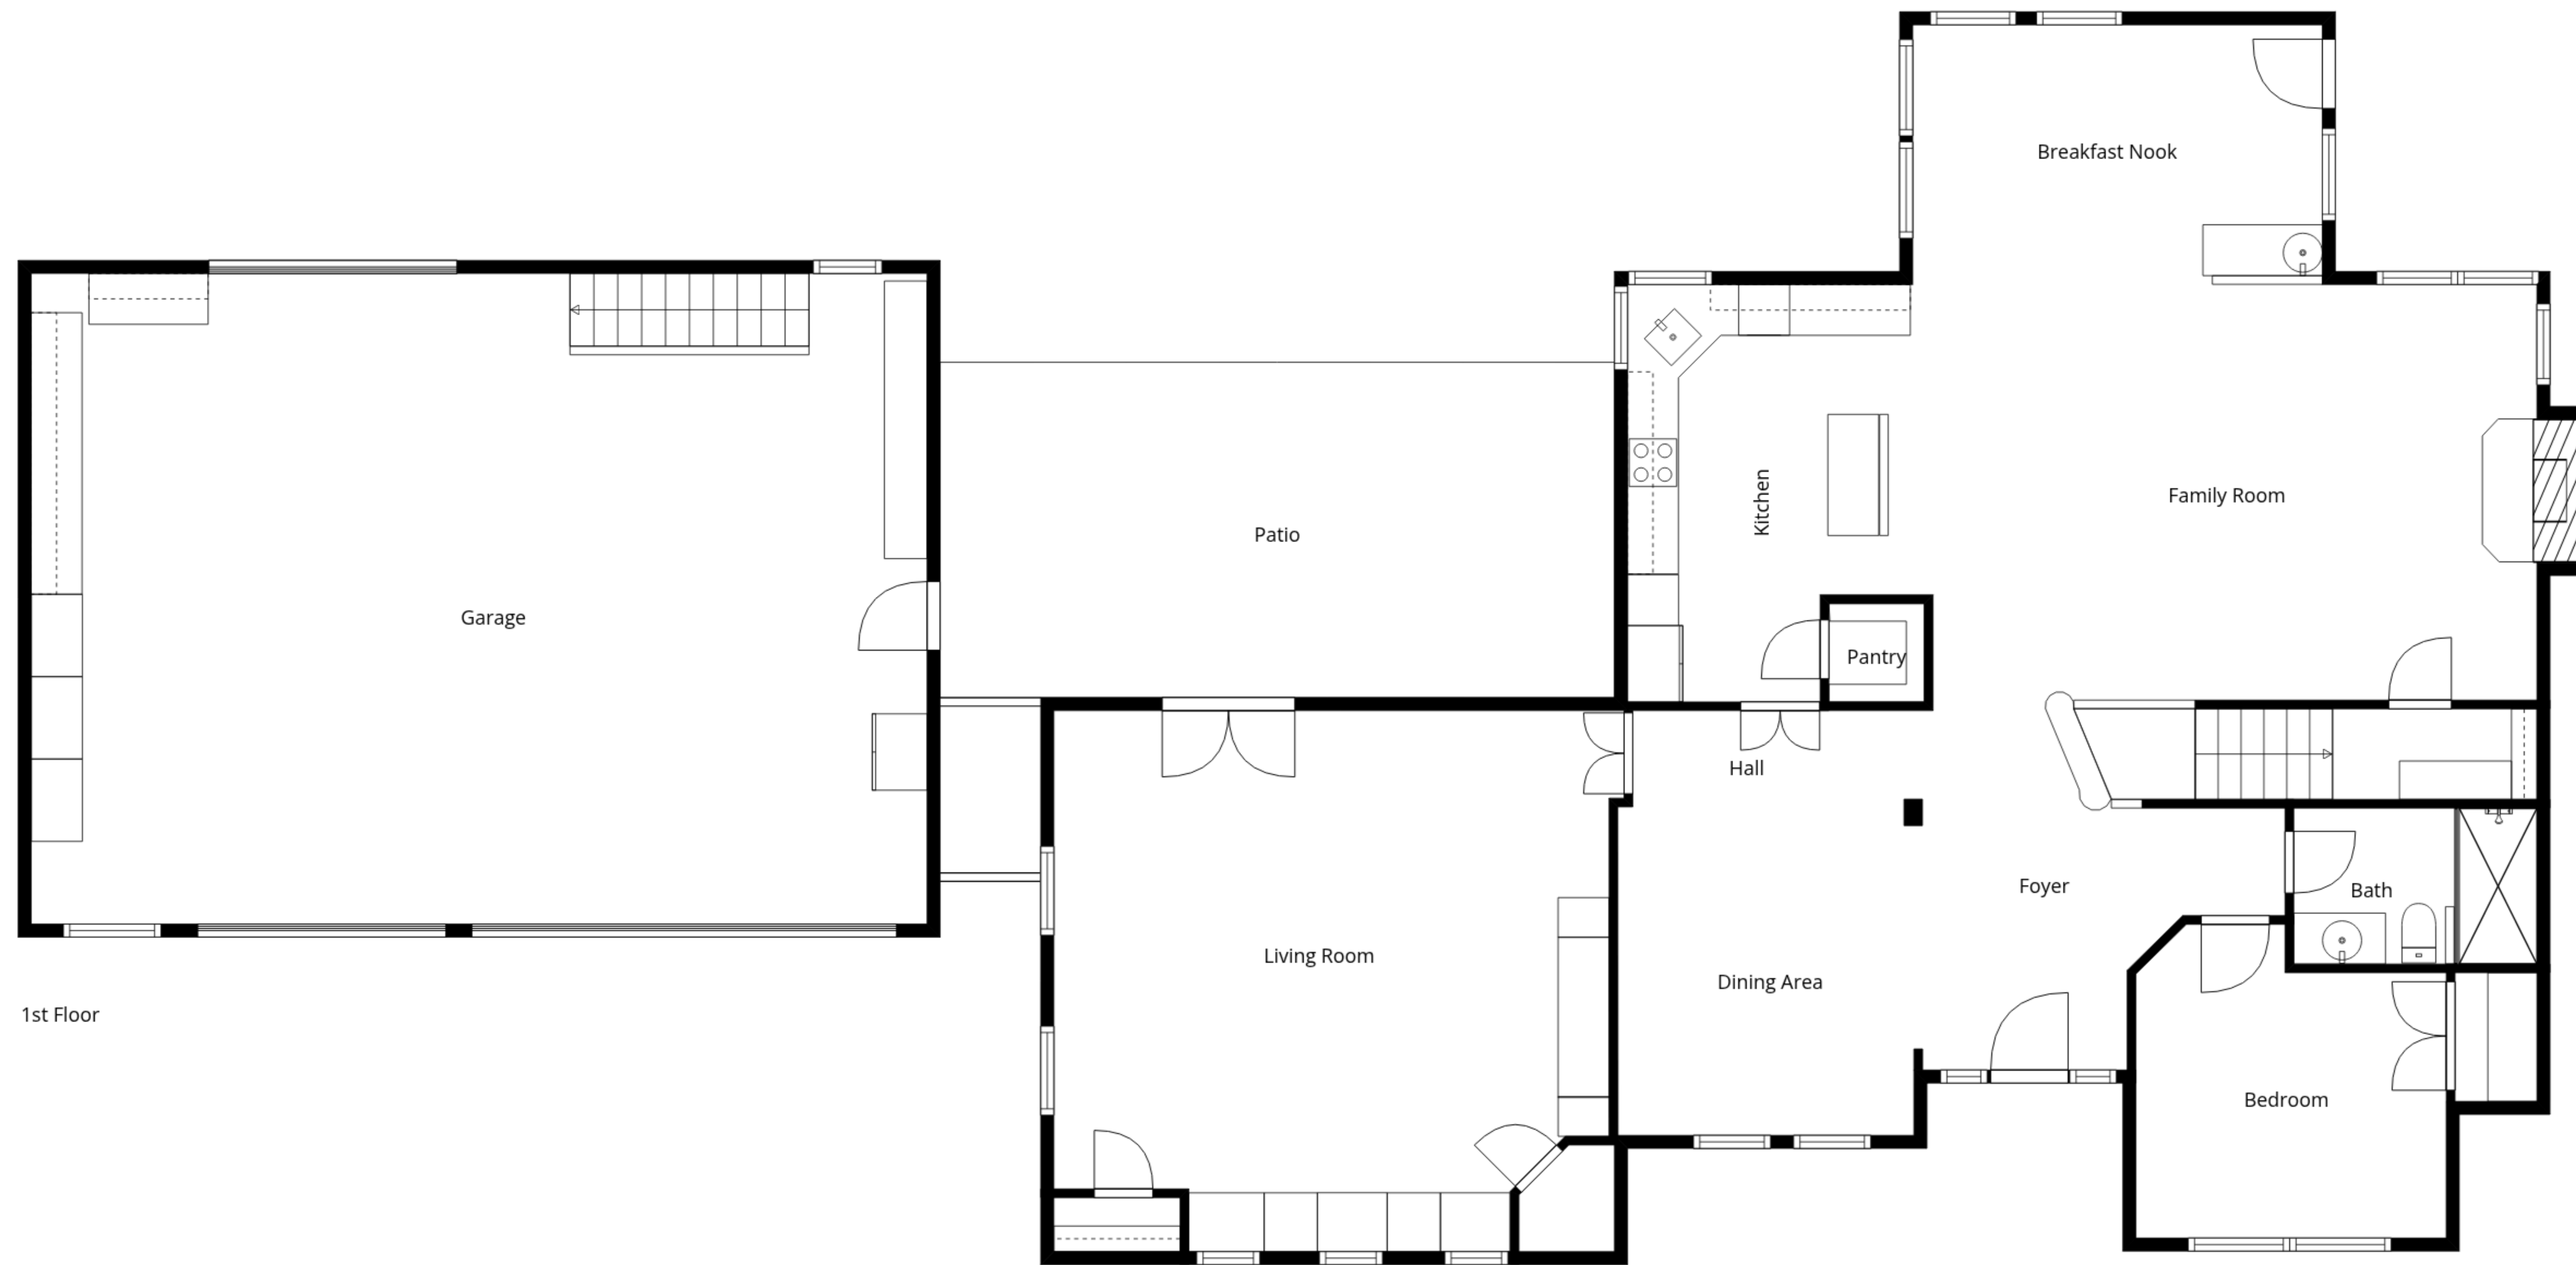 Breakfast Nook
Family Room
Kitchen
Patio
Garage
Pantry
Hall
Foyer
Bath
Living Room
Dining Area
1st Floor
Bedroom